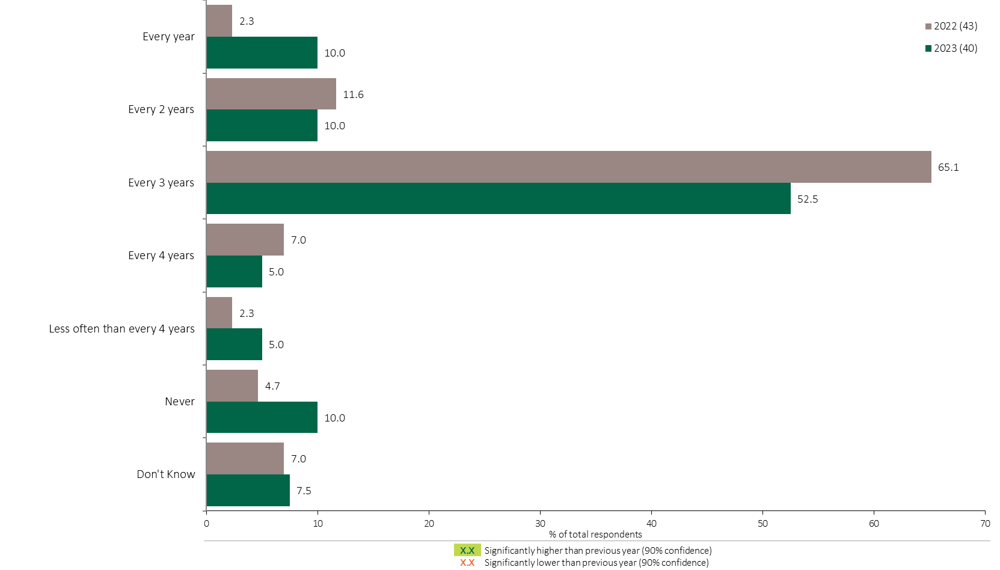 2022 (43)
2023 (40)
Every year
2.3
10.0
Every 2 years
11.6
10.0
Every 3 years
65.1
52.5
Every 4 years
7.0
5.0
Less often than every 4 years
2.3
5.0
Never
4.7
10.0
Don't Know
7.0
7.5
0 10 20 30 40 50 60 70
% of total respondents
X.X Significantly higher than previous year (90% confidence)
X.X Significantly lower than previous year (90% confidence)